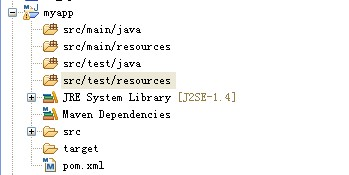 myapp
src/main/java
src/main/resources
src/test/java
src/test/resources
JRE System Library [J2SE-1.4]
Maven Dependencies
src
target
pom.xml